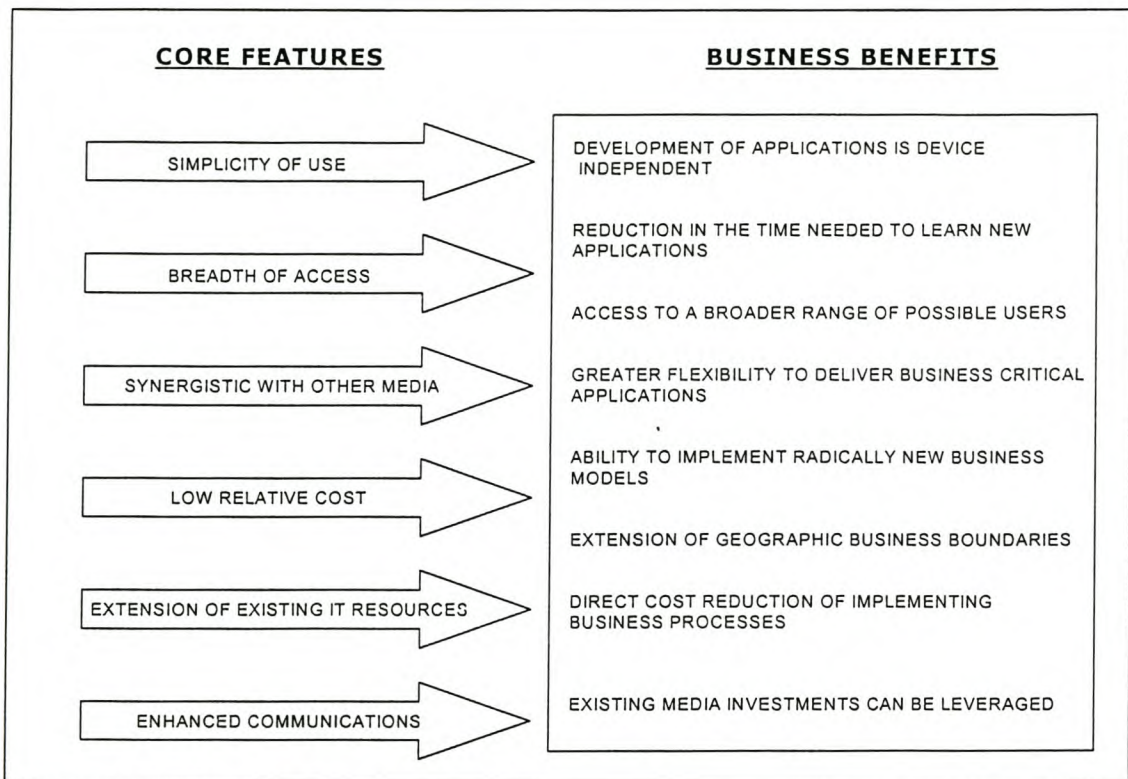 CORE FEATURES
BUSINESS BENEFITS
SIMPLICITY OF USE
BREADTH OF ACCESS
SYNERGISTIC WITH OTHER MEDIA
LOW RELATIVE COST
EXTENSION OF EXISTING IT RESOURCES
ENHANCED COMMUNICATIONS
DEVELOPMENT OF APPLICATIONS IS DEVICE
INDEPENDENT
REDUCTION IN THE TIME NEEDED TO LEARN NEW
APPLICATIONS
ACCESS TO A BROADER RANGE OF POSSIBLE USERS
GREATER FLEXIBILITY TO DELIVER BUSINESS CRITICAL
APPLICATIONS
ABILITY TO IMPLEMENT RADICALLY NEW BUSINESS
MODELS
EXTENSION OF GEOGRAPHIC BUSINESS BOUNDARIES
DIRECT COST REDUCTION OF IMPLEMENTING
BUSINESS PROCESSES
EXISTING MEDIA INVESTMENTS CAN BE LEVERAGED